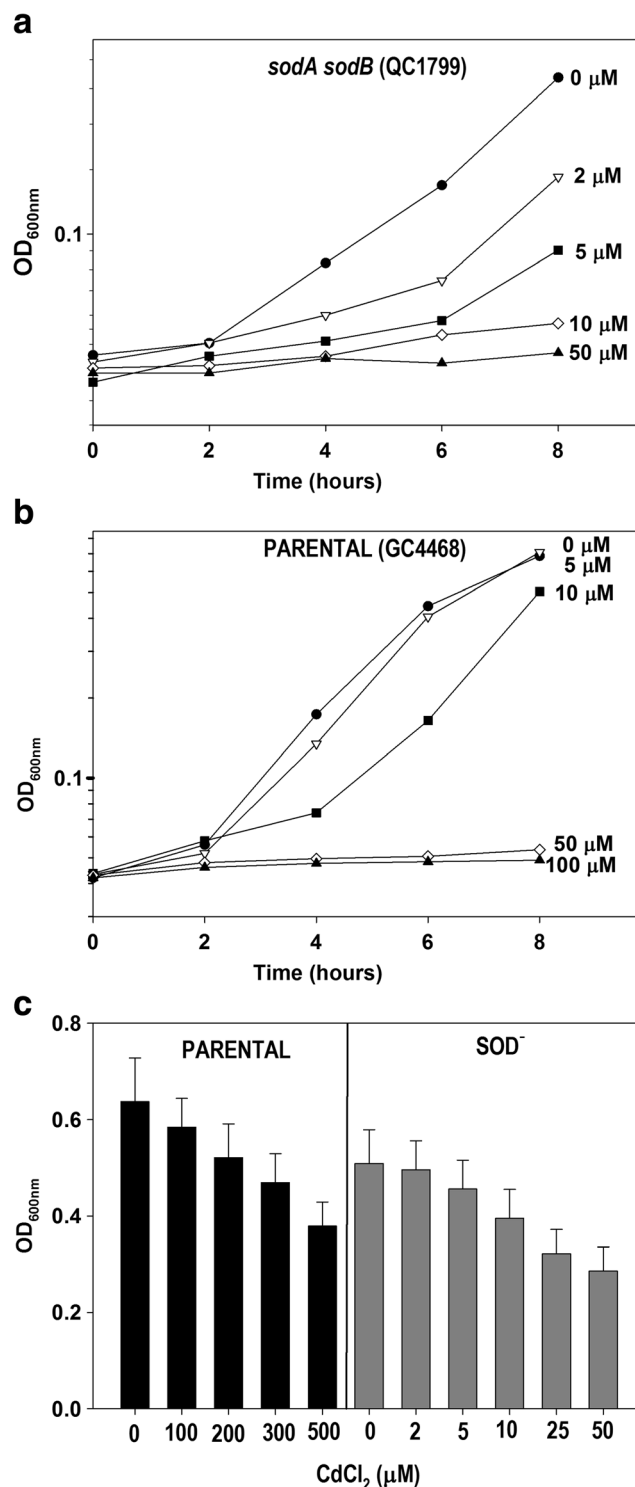 a
sodA sodB (QC1799)
0 μM
2 μM
5 μM
10 μM
50 μM
OD600nm
0.1
0 2 4 6 8
Time (hours)
b
PARENTAL (GC4468)
0 μM
5 μM
10 μM
50 μM
100 μM
OD600nm
0.1
0 2 4 6 8
Time (hours)
c
PARENTAL
SOD⁻
OD600nm
0.8
0.6
0.4
0.2
0.0
0 100 200 300 500 0 2 5 10 25 50
CdCl2 (μM)